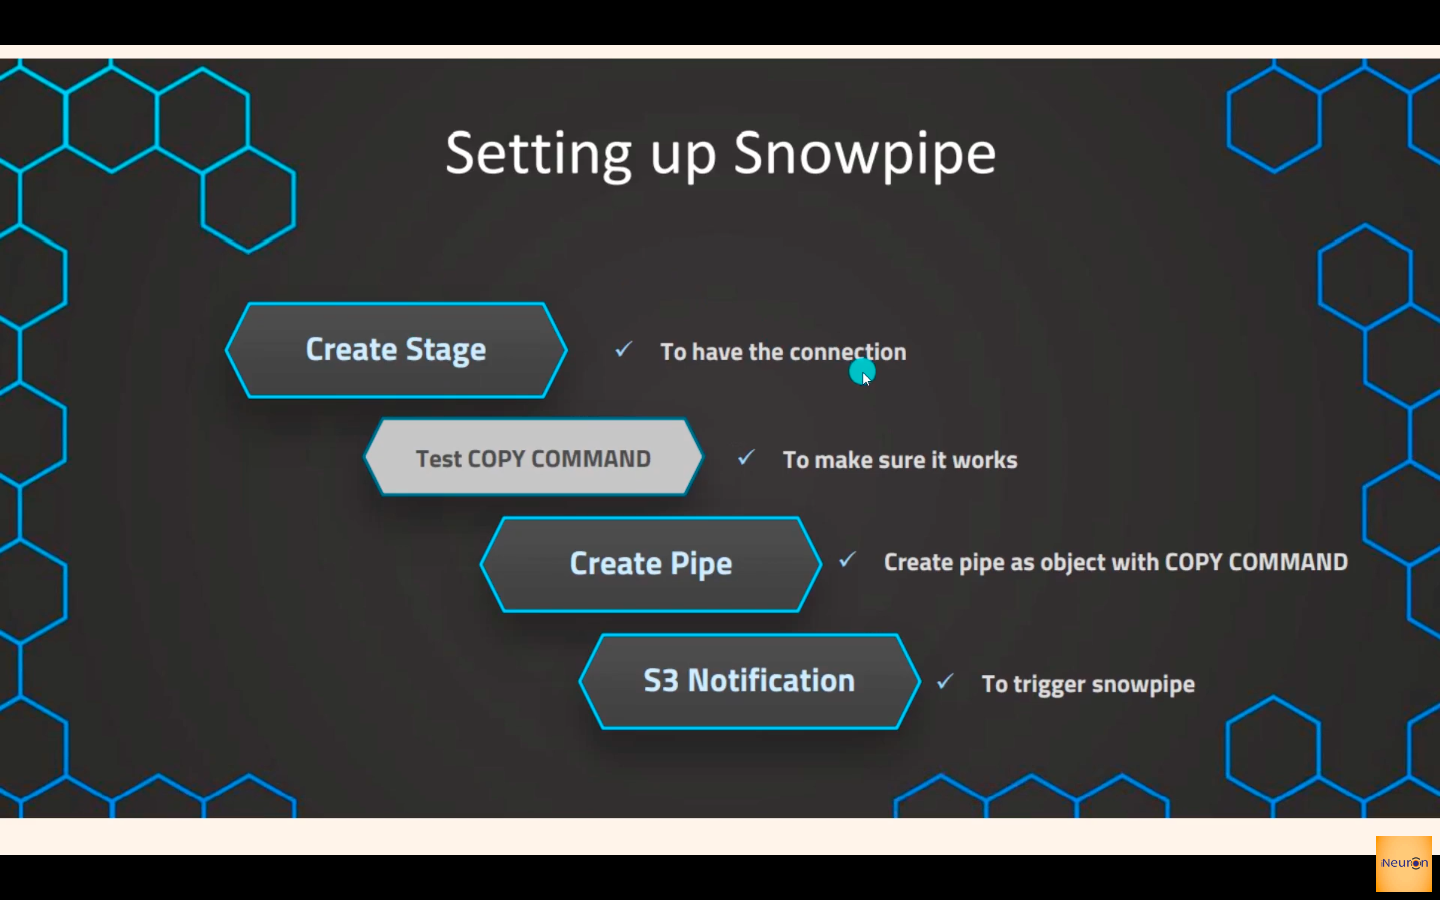 Setting up Snowpipe
Create Stage
✓ To have the connection
Test COPY COMMAND
✓ To make sure it works
Create Pipe
✓ Create pipe as object with COPY COMMAND
S3 Notification
✓ To trigger snowpipe
iNeuron